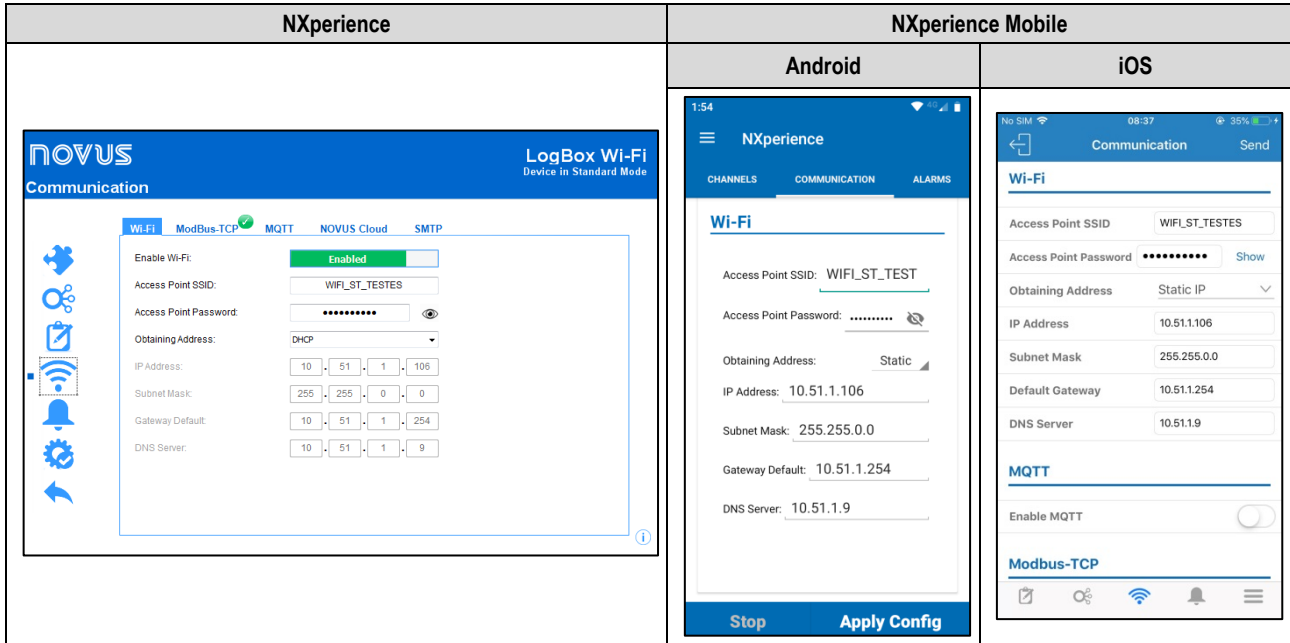 NXperience
NXperience Mobile
Android
iOS
NOVUS
LogBox Wi-Fi
Device in Standard Mode
Communication
Wi-Fi ModBus-TCP MQTT NOVUS Cloud SMTP
Enable Wi-Fi: Enabled
Access Point SSID: WIFI_ST_TESTES
Access Point Password: ••••••••••
Obtaining Address: DHCP
IP Address: 10 . 51 . 1 . 106
Subnet Mask: 255 . 255 . 0 . 0
Gateway Default: 10 . 51 . 1 . 254
DNS Server: 10 . 51 . 1 . 9
i
1:54 4G
NXperience
CHANNELS COMMUNICATION ALARMS
Wi-Fi
Access Point SSID: WIFI_ST_TEST
Access Point Password: ••••••••••
Obtaining Address: Static
IP Address: 10.51.1.106
Subnet Mask: 255.255.0.0
Gateway Default: 10.51.1.254
DNS Server: 10.51.1.9
Stop Apply Config
No SIM 08:37 35%
Communication Send
Wi-Fi
Access Point SSID WIFI_ST_TESTES
Access Point Password •••••••••• Show
Obtaining Address Static IP
IP Address 10.51.1.106
Subnet Mask 255.255.0.0
Default Gateway 10.51.1.254
DNS Server 10.51.1.9
MQTT
Enable MQTT
Modbus-TCP